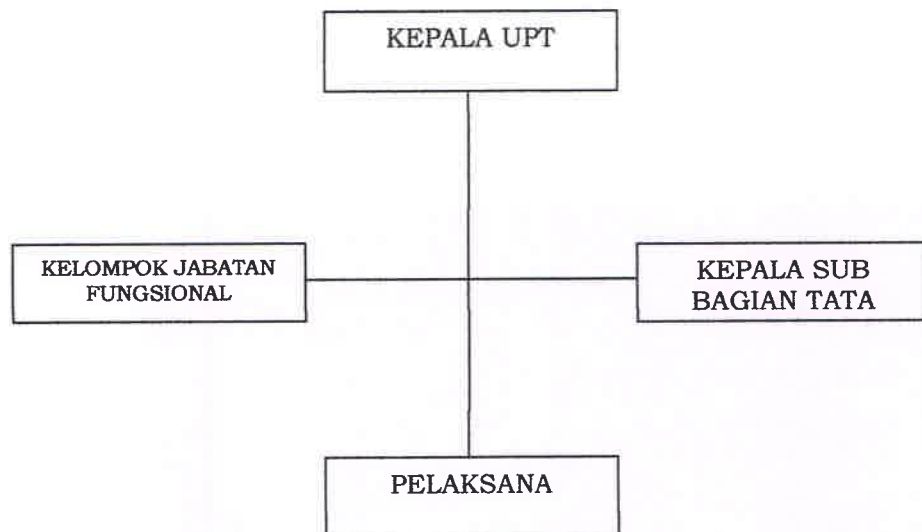 KEPALA UPT
KELOMPOK JABATAN
FUNGSIONAL
KEPALA SUB
BAGIAN TATA
PELAKSANA